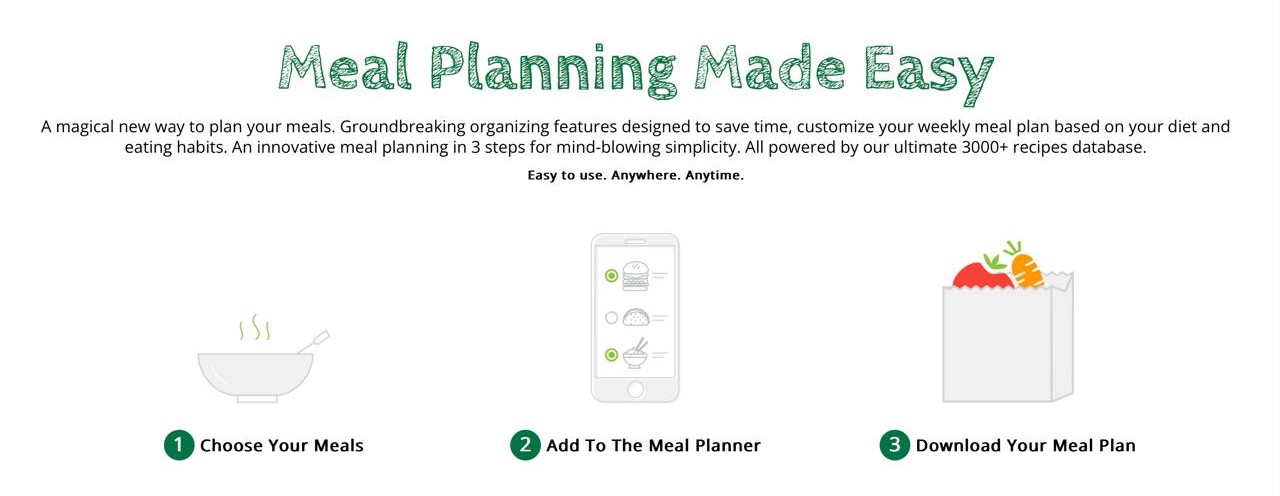 Meal Planning Made Easy
A magical new way to plan your meals. Groundbreaking organizing features designed to save time, customize your weekly meal plan based on your diet and
eating habits. An innovative meal planning in 3 steps for mind-blowing simplicity. All powered by our ultimate 3000+ recipes database.
Easy to use. Anywhere. Anytime.
1 Choose Your Meals
2 Add To The Meal Planner
3 Download Your Meal Plan